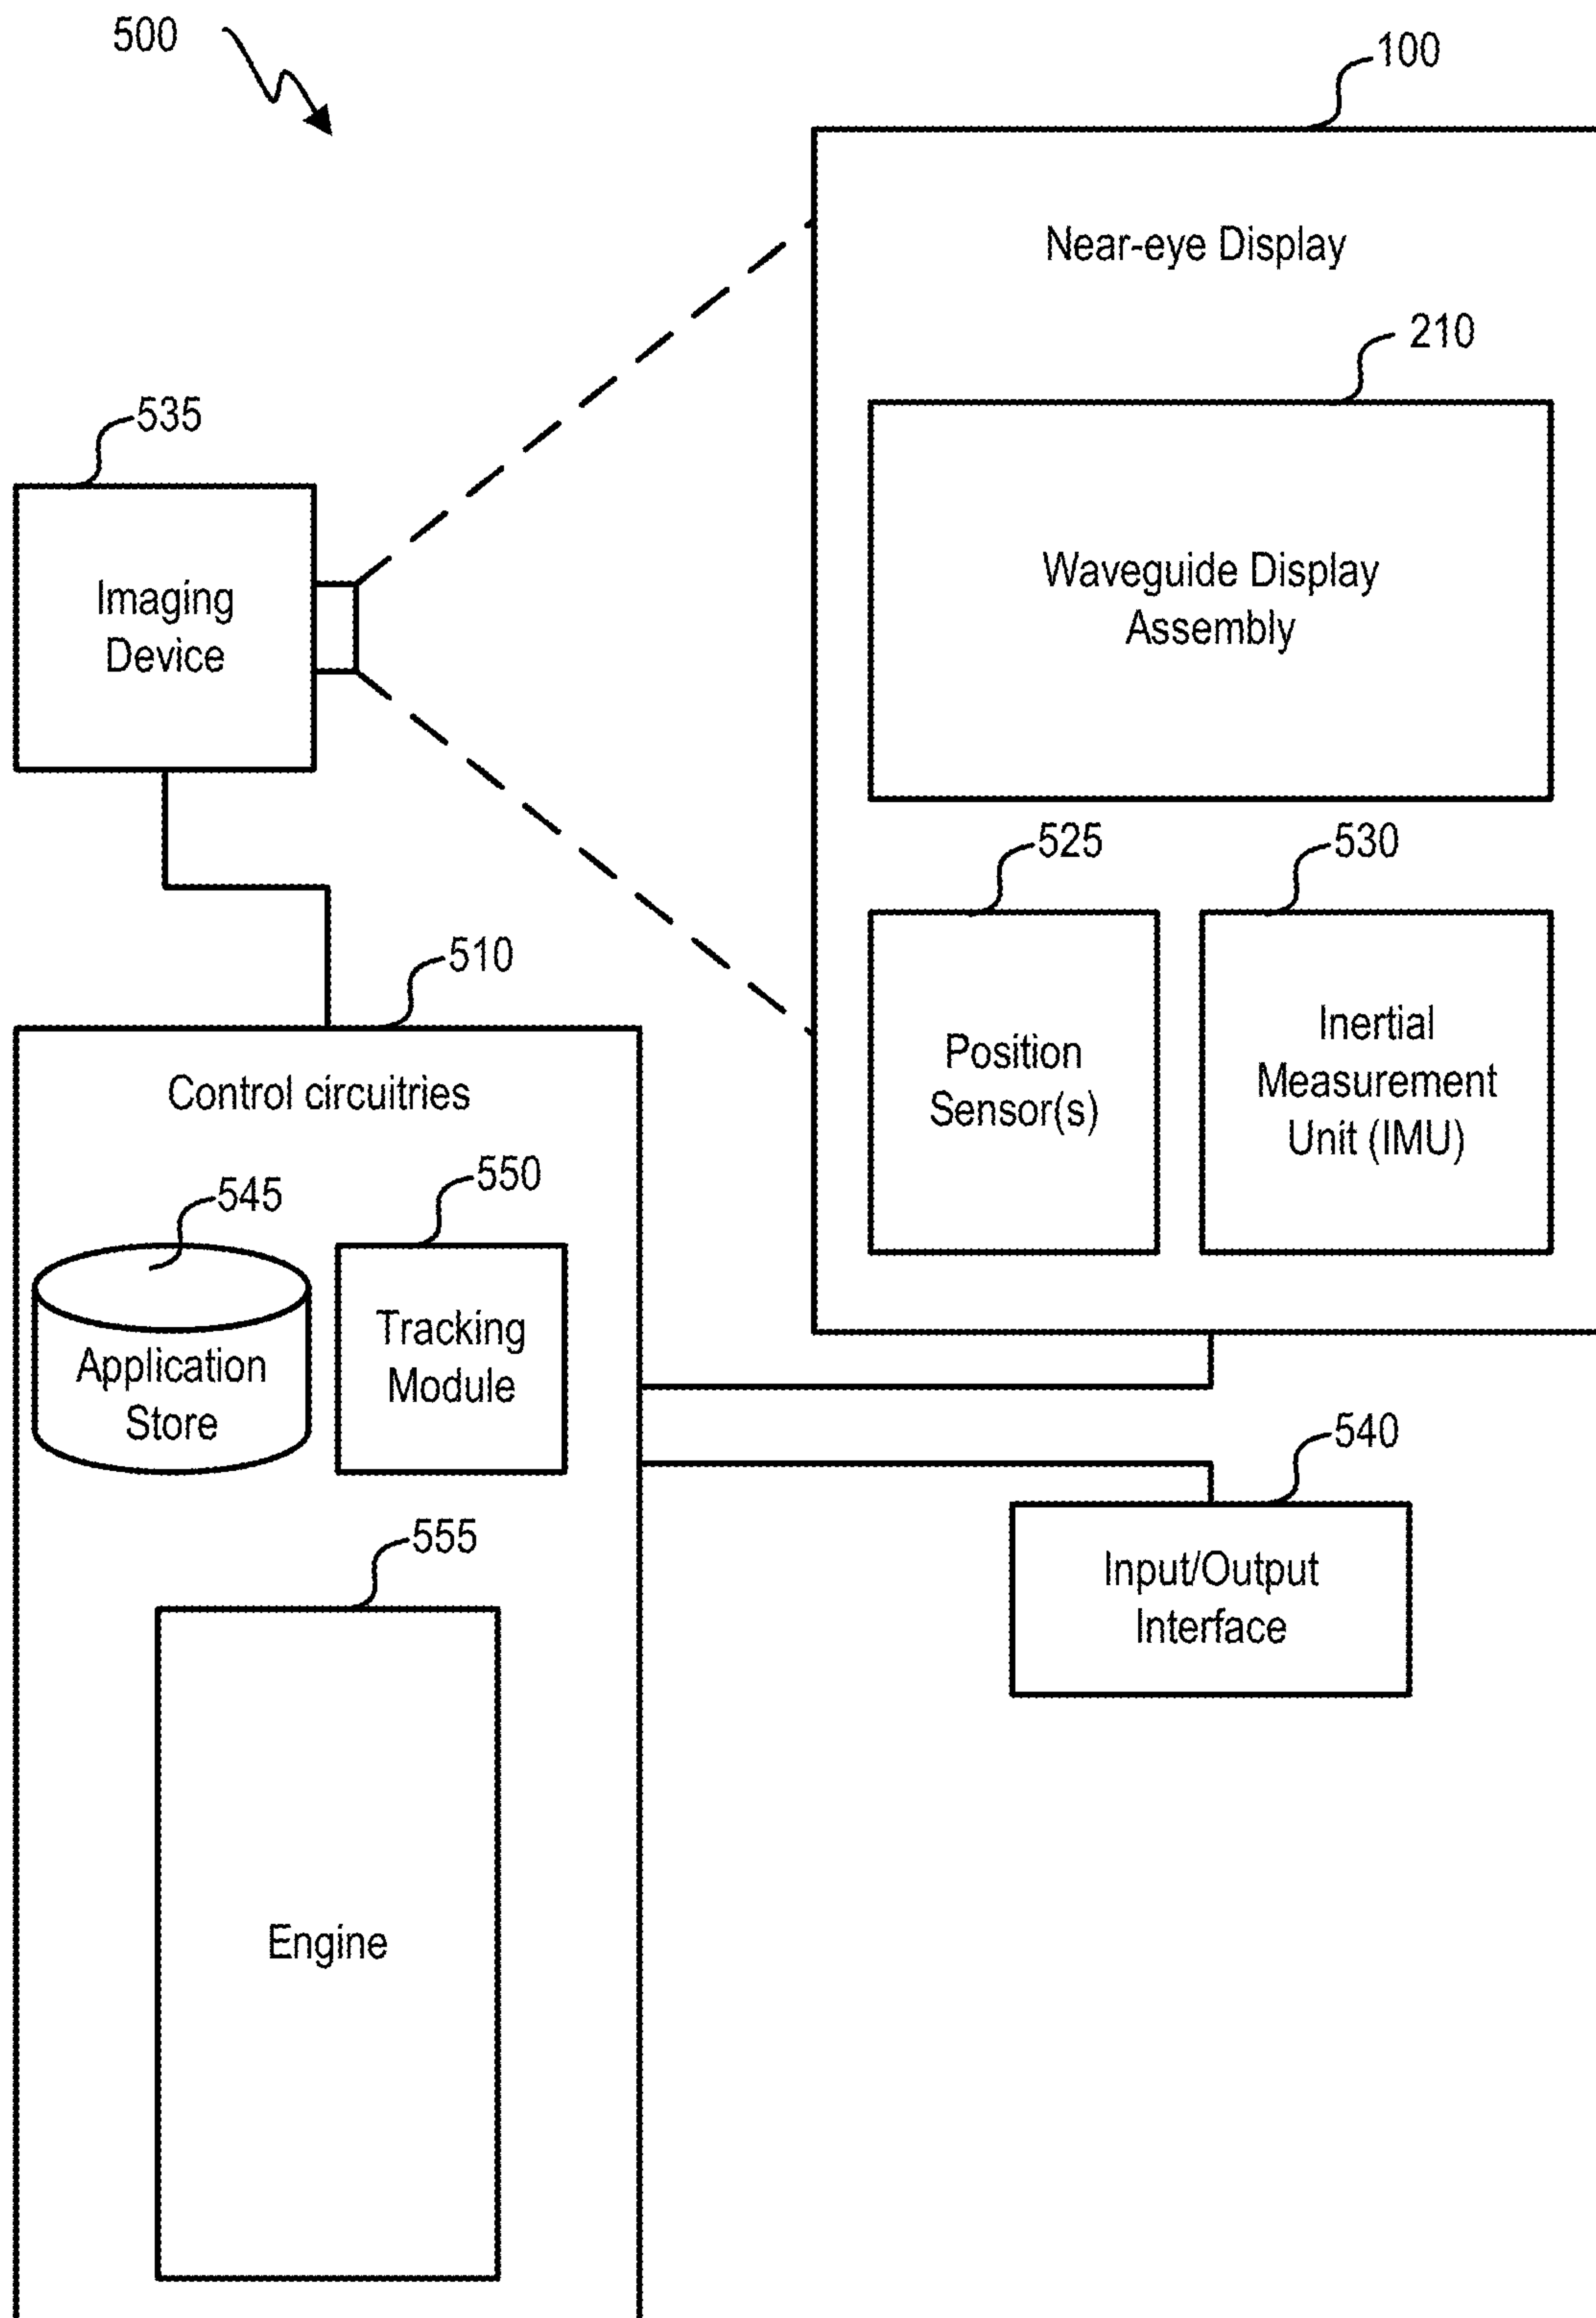 500
100
Near-eye Display
210
535
Waveguide Display
Assembly
Imaging
Device
525
530
510
Position
Sensor(s)
Inertial
Measurement
Unit (IMU)
Control circuitries
550
545
Tracking
Module
Application
Store
540
555
Input/Output
Interface
Engine